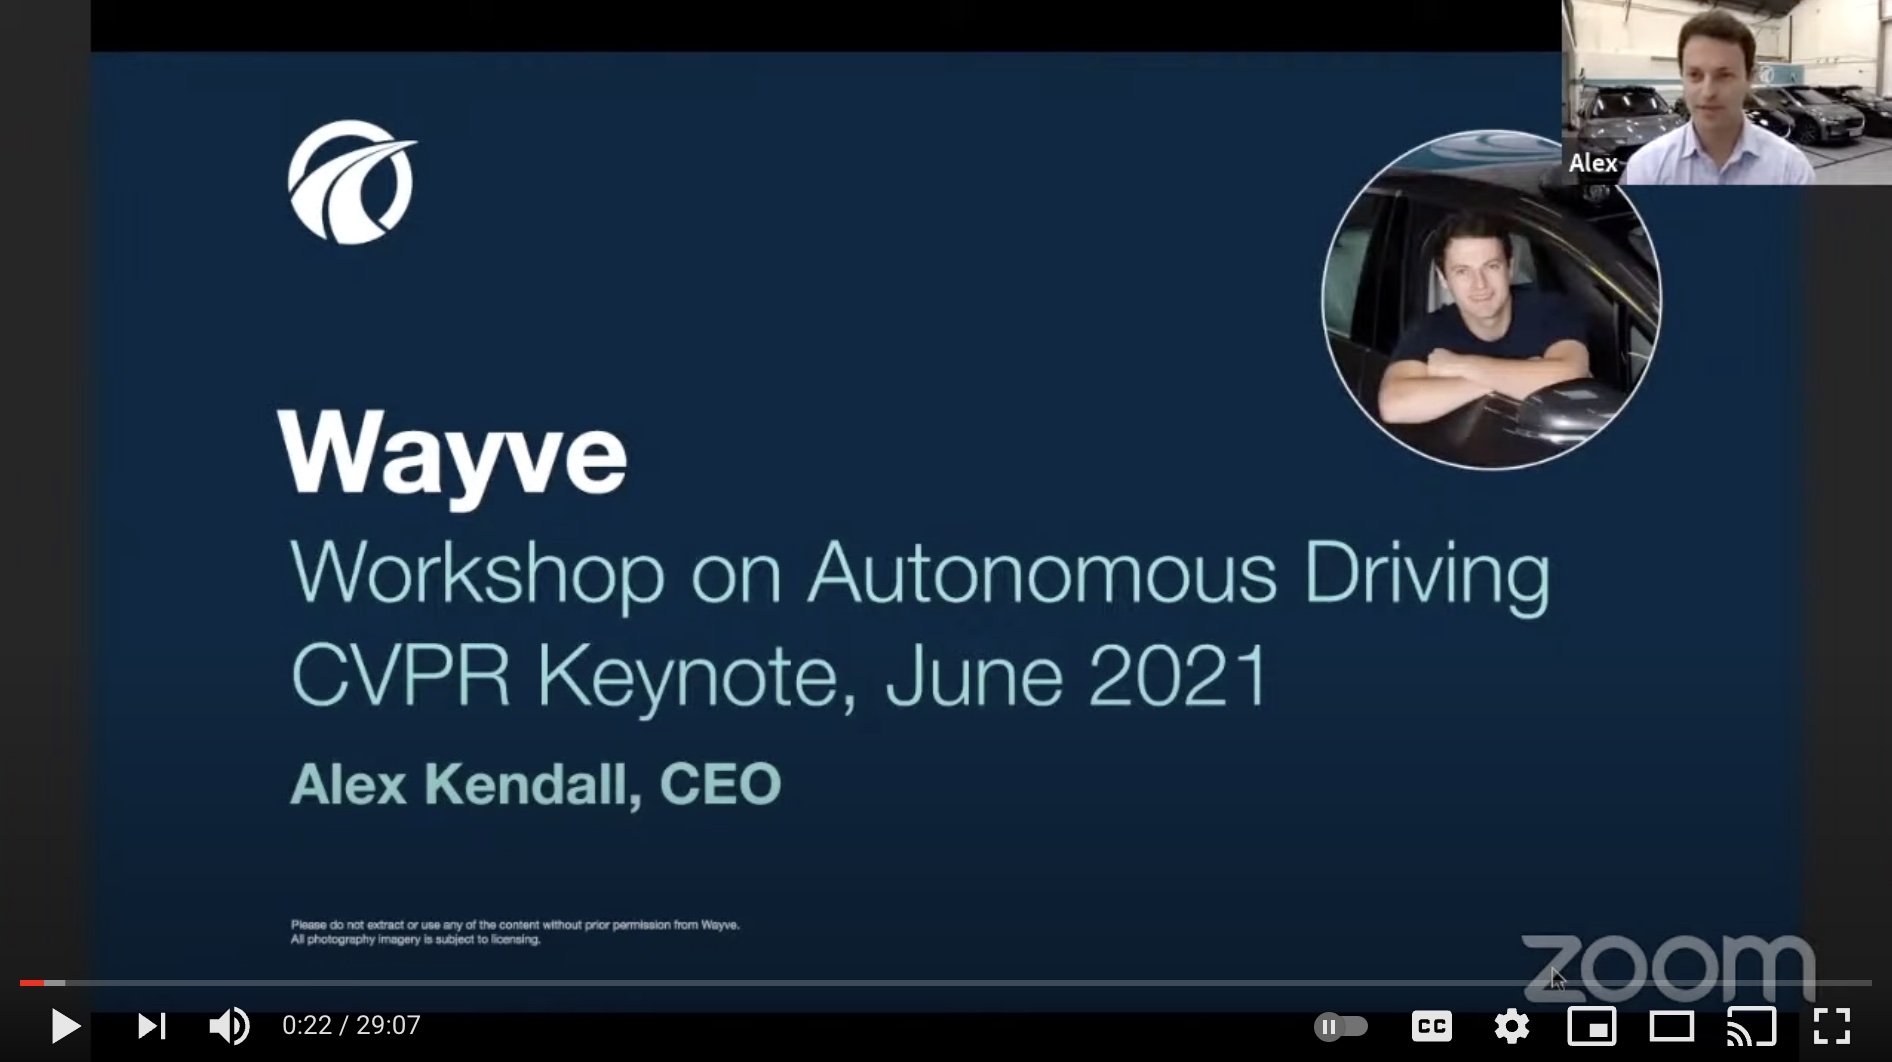 Alex
Wayve
Workshop on Autonomous Driving
CVPR Keynote, June 2021
Alex Kendall, CEO
Please do not extract or use any of the content without prior permission from Wayve.
All photography imagery is subject to licensing.
zoom
0:22 / 29:07
CC